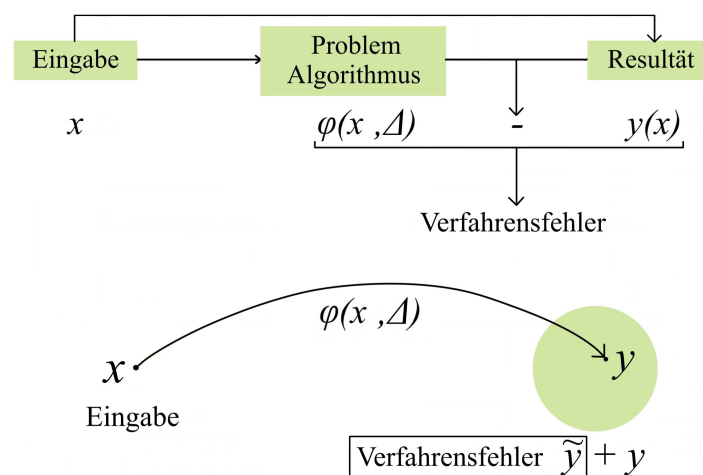 Eingabe
Problem
Algorithmus
Resultät
x
φ(x ,Δ)
-
y(x)
Verfahrensfehler
φ(x ,Δ)
x
y
Eingabe
Verfahrensfehler ỹ + y